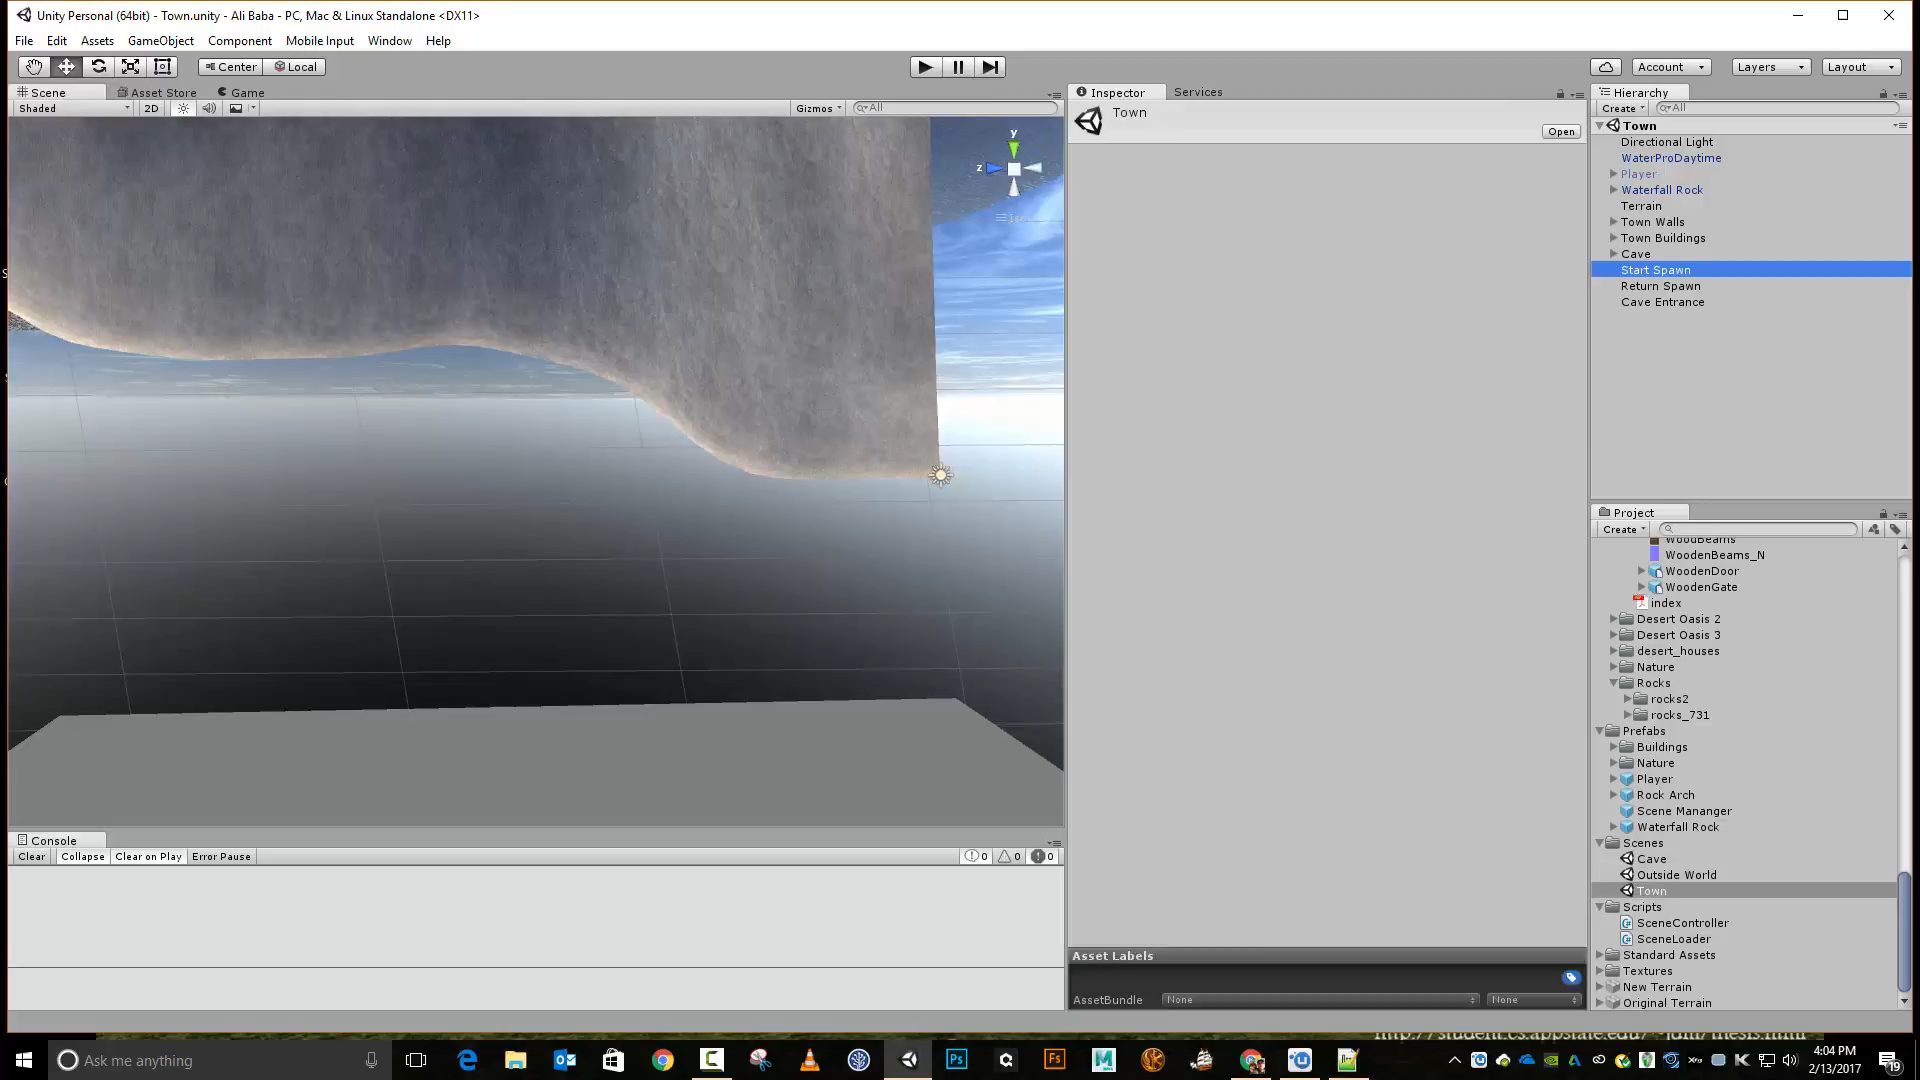 Unity Personal (64bit) - Town.unity - Ali Baba - PC, Mac & Linux Standalone <DX11>
File Edit Assets GameObject Component Mobile Input Window Help
Center Local
Account Layers Layout
Scene Asset Store Game
Shaded 2D Gizmos All
y
z
Iso
Inspector Services
Town
Open
Asset Labels
AssetBundle None None
Hierarchy
Create All
Town
Directional Light
WaterProDaytime
Player
Waterfall Rock
Terrain
Town Walls
Town Buildings
Cave
Start Spawn
Return Spawn
Cave Entrance
Project
Create
WoodBeams
WoodenBeams_N
WoodenDoor
WoodenGate
index
Desert Oasis 2
Desert Oasis 3
desert_houses
Nature
Rocks
rocks2
rocks_731
Prefabs
Buildings
Nature
Player
Rock Arch
Scene Mananger
Waterfall Rock
Scenes
Cave
Outside World
Town
Scripts
SceneController
SceneLoader
Standard Assets
Textures
New Terrain
Original Terrain
Console
Clear Collapse Clear on Play Error Pause 0 0 0
Ask me anything
4:04 PM
2/13/2017
19